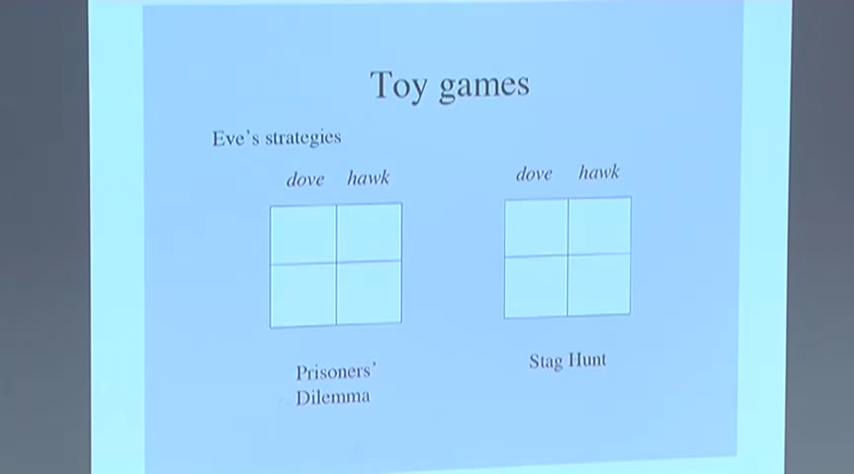 Toy games
Eve's strategies
dove hawk
dove hawk
Prisoners'
Dilemma
Stag Hunt